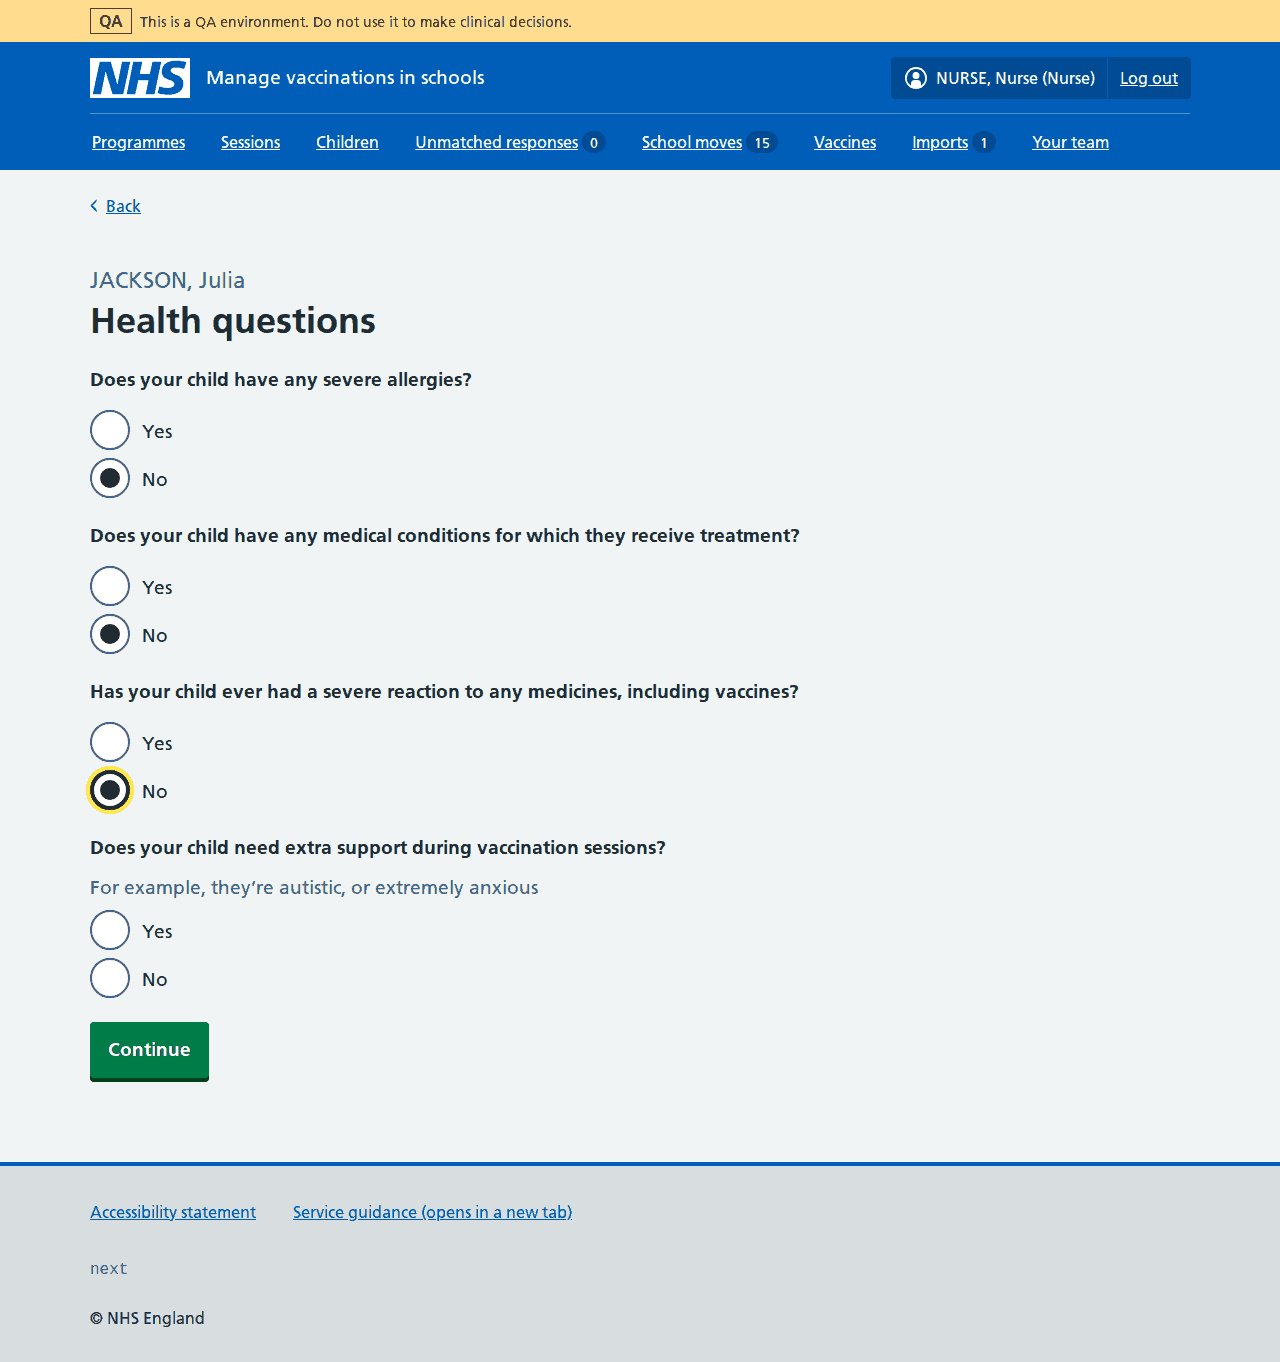 QA This is a QA environment. Do not use it to make clinical decisions.
NHS Manage vaccinations in schools NURSE, Nurse (Nurse) Log out
Programmes Sessions Children Unmatched responses 0 School moves 15 Vaccines Imports 1 Your team
Back
JACKSON, Julia
Health questions
Does your child have any severe allergies?
Yes
No
Does your child have any medical conditions for which they receive treatment?
Yes
No
Has your child ever had a severe reaction to any medicines, including vaccines?
Yes
No
Does your child need extra support during vaccination sessions?
For example, they’re autistic, or extremely anxious
Yes
No
Continue
Accessibility statement Service guidance (opens in a new tab)
next
© NHS England